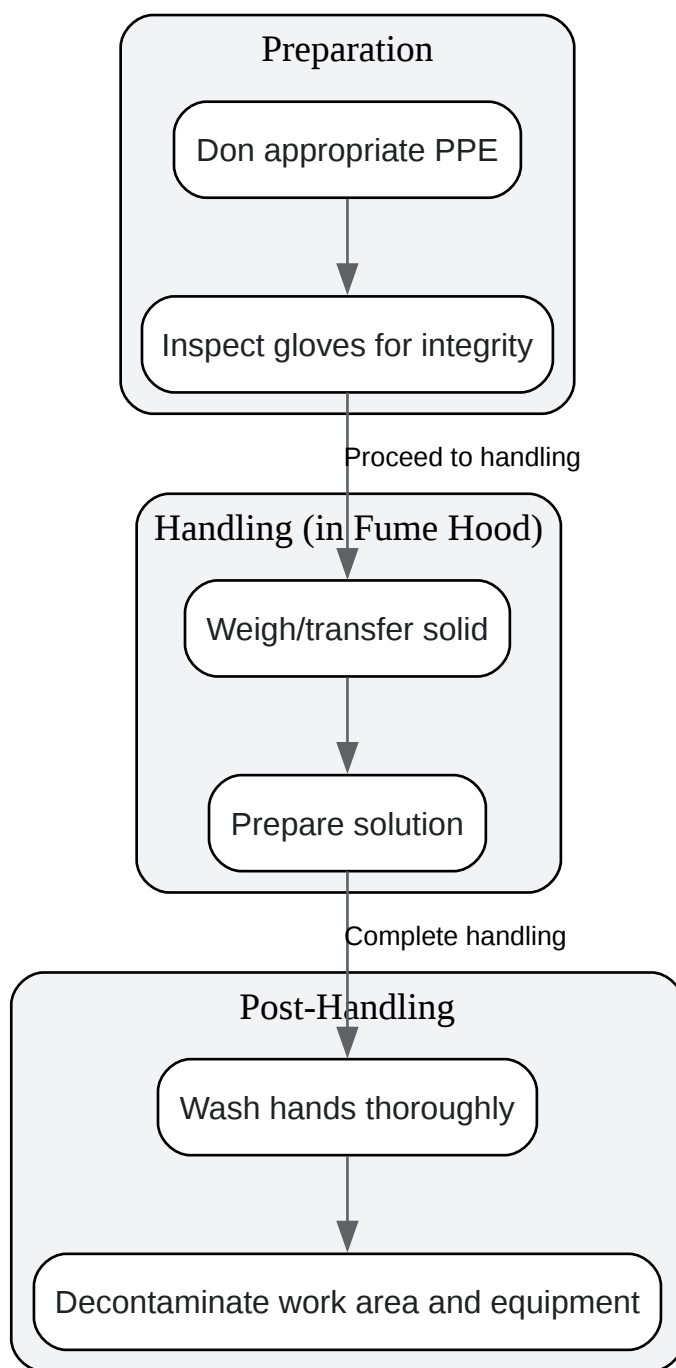 Preparation
Don appropriate PPE
Inspect gloves for integrity
Proceed to handling
Handling (in Fume Hood)
Weigh/transfer solid
Prepare solution
Complete handling
Post-Handling
Wash hands thoroughly
Decontaminate work area and equipment